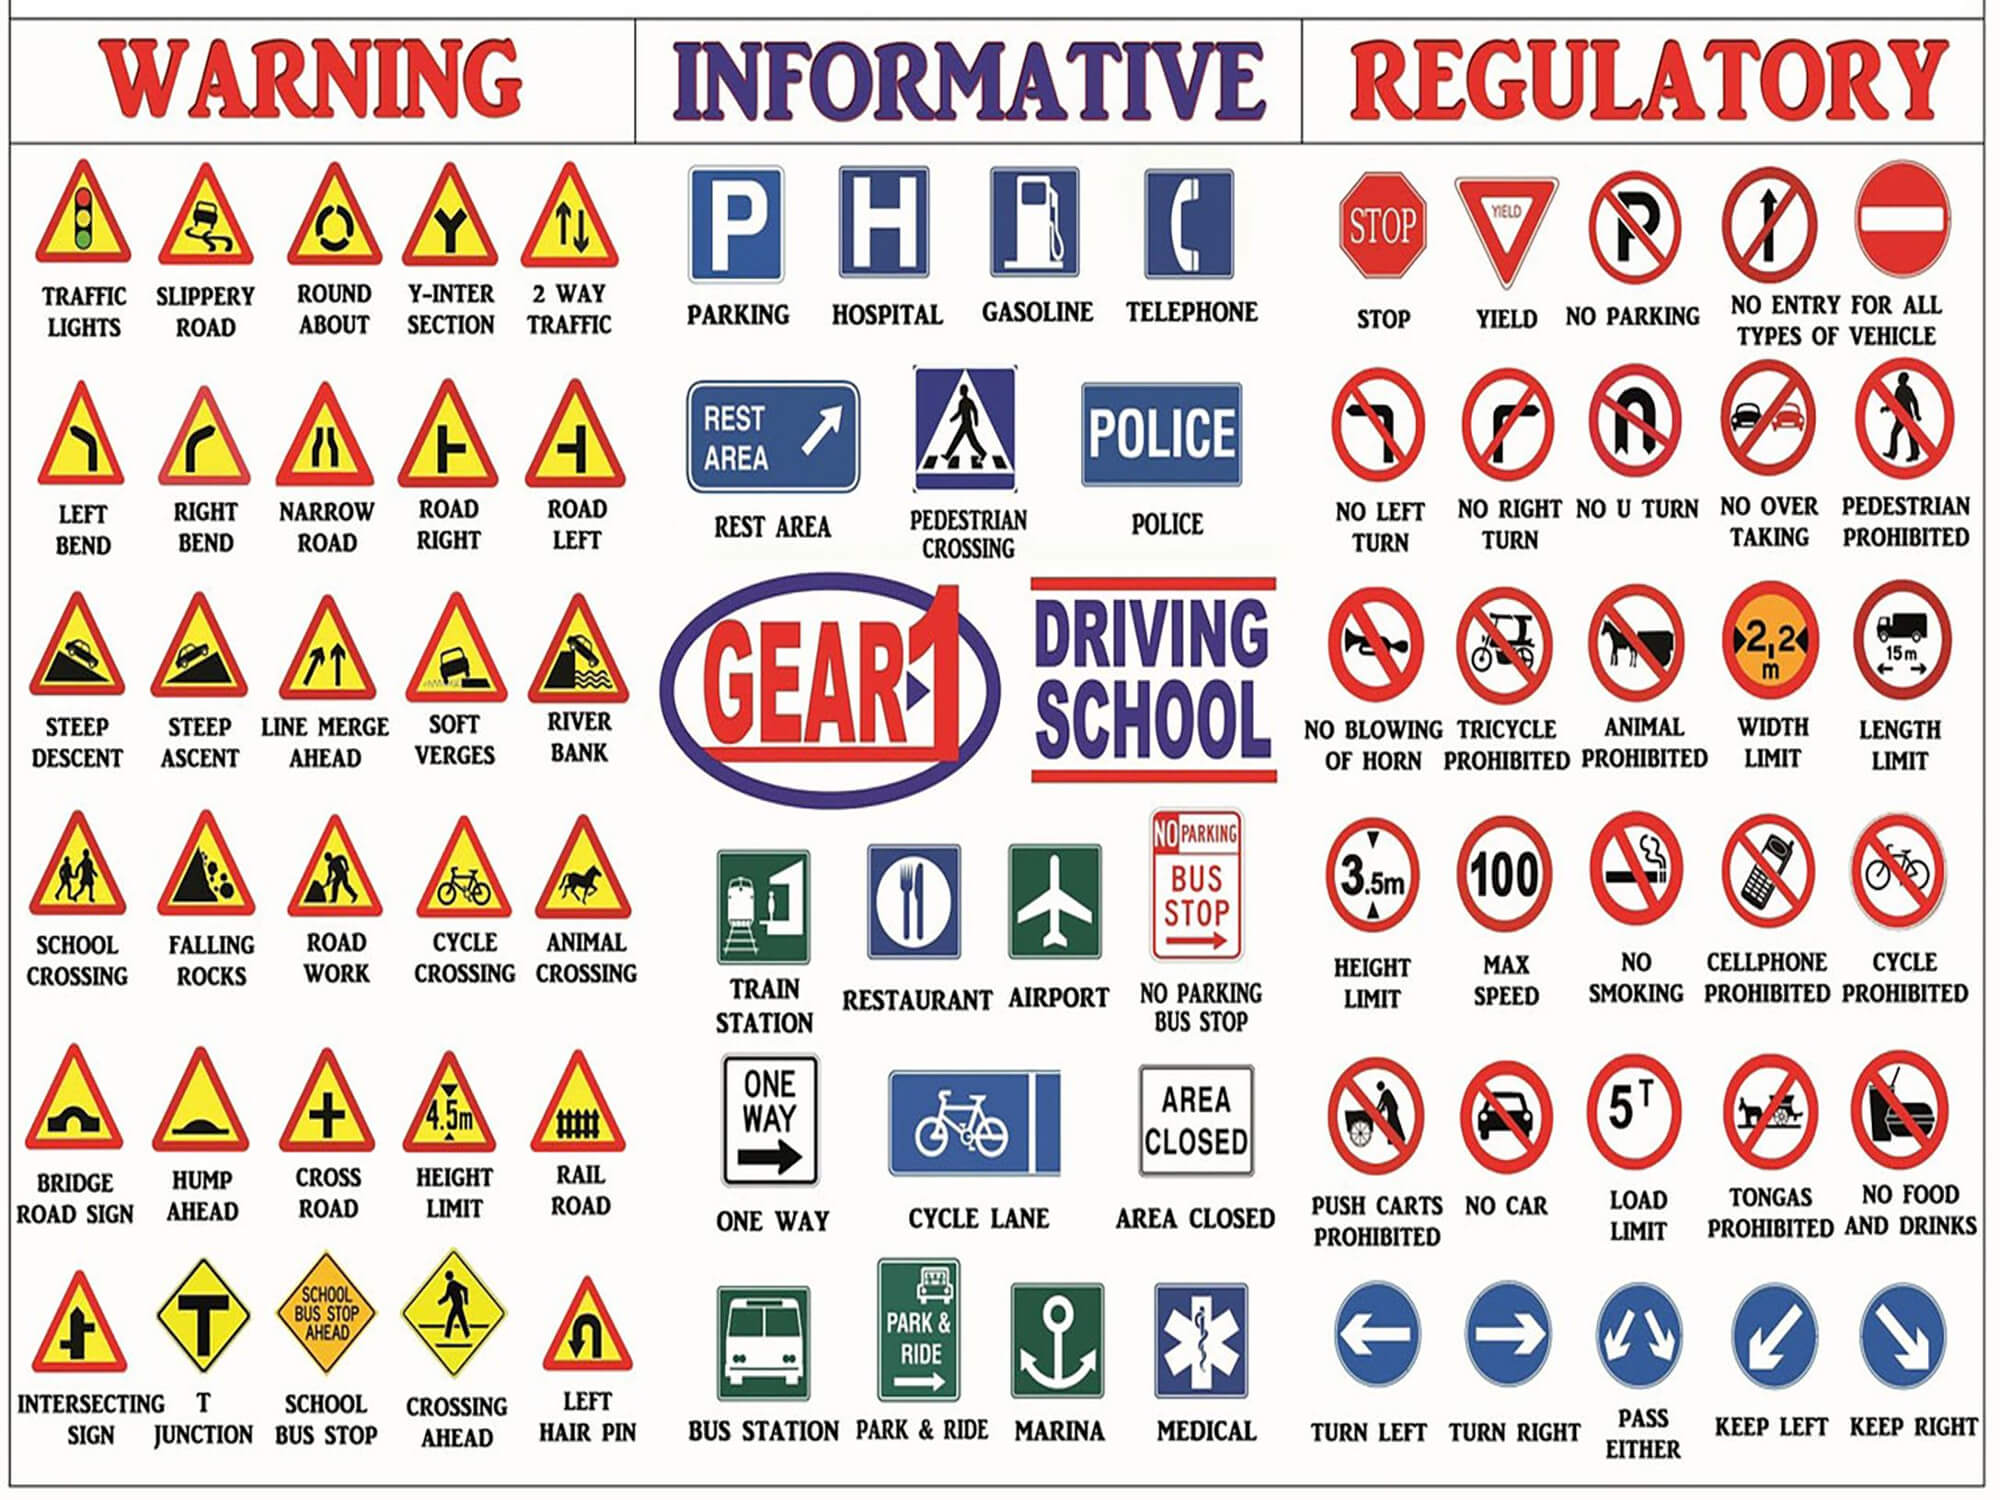 WARNING
INFORMATIVE
REGULATORY
TRAFFIC
LIGHTS
SLIPPERY
ROAD
ROUND
ABOUT
Y-INTER
SECTION
2 WAY
TRAFFIC
LEFT
BEND
RIGHT
BEND
NARROW
ROAD
ROAD
RIGHT
ROAD
LEFT
STEEP
DESCENT
STEEP
ASCENT
LINE MERGE
AHEAD
SOFT
VERGES
RIVER
BANK
SCHOOL
CROSSING
FALLING
ROCKS
ROAD
WORK
CYCLE
CROSSING
ANIMAL
CROSSING
BRIDGE
ROAD SIGN
HUMP
AHEAD
CROSS
ROAD
4.5m
HEIGHT
LIMIT
RAIL
ROAD
INTERSECTING
SIGN
T
JUNCTION
SCHOOL
BUS STOP
AHEAD
SCHOOL
BUS STOP
CROSSING
AHEAD
LEFT
HAIR PIN
P
PARKING
H
HOSPITAL
GASOLINE
TELEPHONE
REST
AREA
REST AREA
PEDESTRIAN
CROSSING
POLICE
POLICE
GEAR-1
DRIVING
SCHOOL
TRAIN
STATION
RESTAURANT
AIRPORT
NO PARKING
BUS
STOP
NO PARKING
BUS STOP
ONE
WAY
ONE WAY
CYCLE LANE
AREA
CLOSED
AREA CLOSED
BUS STATION
PARK &
RIDE
PARK & RIDE
MARINA
MEDICAL
STOP
STOP
YIELD
YIELD
P
NO PARKING
NO ENTRY FOR ALL
TYPES OF VEHICLE
NO LEFT
TURN
NO RIGHT
TURN
NO U TURN
NO OVER
TAKING
PEDESTRIAN
PROHIBITED
NO BLOWING
OF HORN
TRICYCLE
PROHIBITED
ANIMAL
PROHIBITED
2,2
m
WIDTH
LIMIT
15m
LENGTH
LIMIT
3.5m
HEIGHT
LIMIT
100
MAX
SPEED
NO
SMOKING
CELLPHONE
PROHIBITED
CYCLE
PROHIBITED
PUSH CARTS
PROHIBITED
NO CAR
5T
LOAD
LIMIT
TONGAS
PROHIBITED
NO FOOD
AND DRINKS
TURN LEFT
TURN RIGHT
PASS
EITHER
KEEP LEFT
KEEP RIGHT